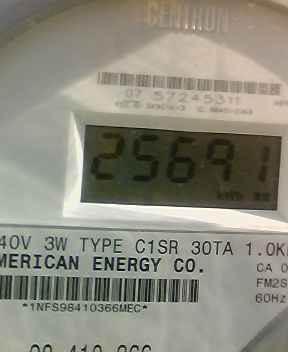 CENTRON®
07 57245311
25691
kWh
40V 3W TYPE C1SR 30TA 1.0K
MERICAN ENERGY CO.
CA 0
FM2S
60Hz
*1NFS98410366MEC*